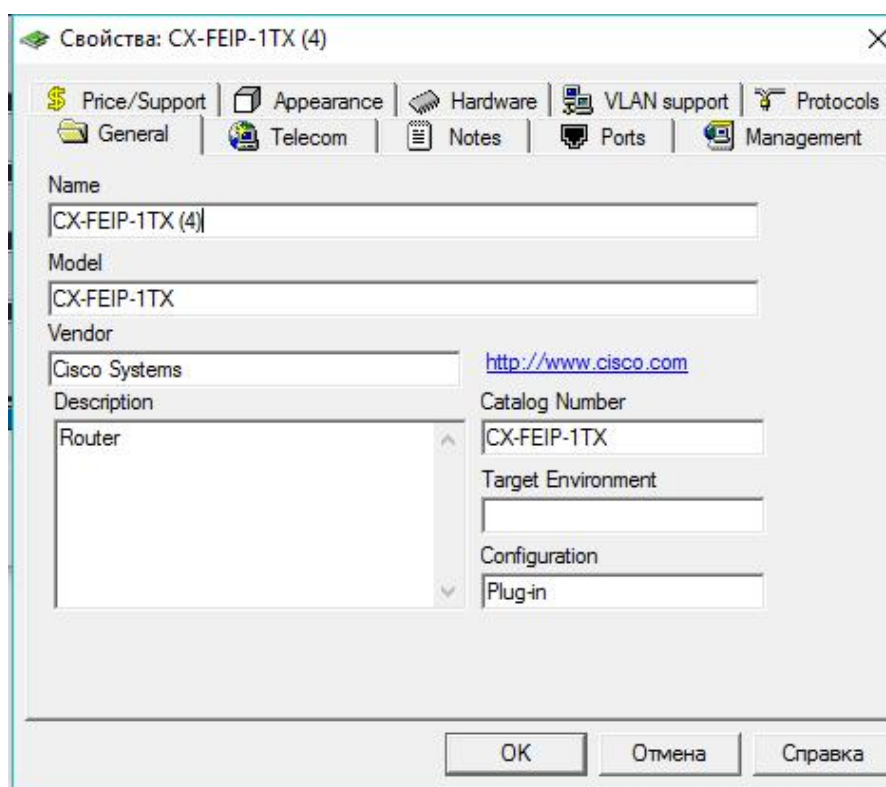 Свойства: CX-FEIP-1TX (4)
Price/Support Appearance Hardware VLAN support Protocols
General Telecom Notes Ports Management
Name
CX-FEIP-1TX (4)
Model
CX-FEIP-1TX
Vendor
Cisco Systems
http://www.cisco.com
Description
Router
Catalog Number
CX-FEIP-1TX
Target Environment
Configuration
Plug-in
OK Отмена Справка